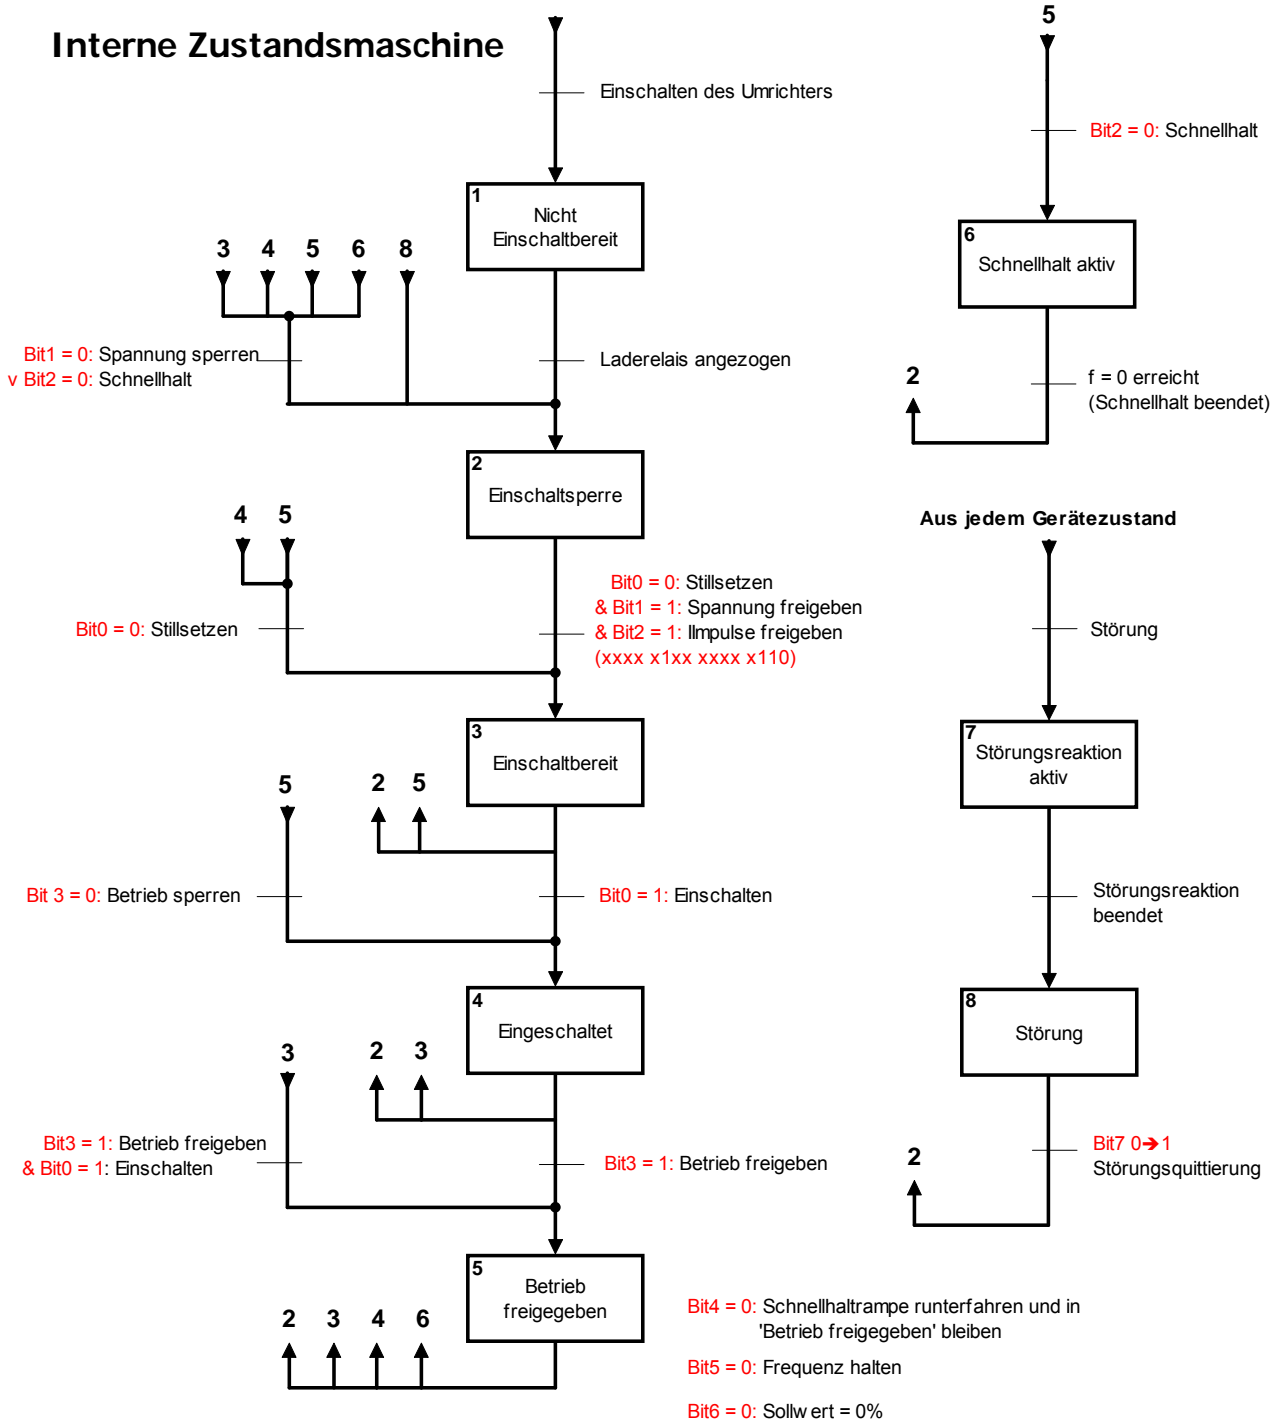 Interne Zustandsmaschine
Einschalten des Umrichters
1
Nicht
Einschaltbereit
3 4 5 6 8
Bit1 = 0: Spannung sperren
v Bit2 = 0: Schnellhalt
Laderelais angezogen
2
Einschaltsperre
4 5
Bit0 = 0: Stillsetzen
Bit0 = 0: Stillsetzen
& Bit1 = 1: Spannung freigeben
& Bit2 = 1: IImpulse freigeben
(xxxx x1xx xxxx x110)
3
Einschaltbereit
5
2 5
Bit 3 = 0: Betrieb sperren
Bit0 = 1: Einschalten
4
Eingeschaltet
3
2 3
Bit3 = 1: Betrieb freigeben
& Bit0 = 1: Einschalten
Bit3 = 1: Betrieb freigeben
5
Betrieb
freigegeben
2 3 4 6
Bit4 = 0: Schnellhaltrampe runterfahren und in
'Betrieb freigegeben' bleiben
Bit5 = 0: Frequenz halten
Bit6 = 0: Sollwert = 0%
5
Bit2 = 0: Schnellhalt
6
Schnellhalt aktiv
2
f = 0 erreicht
(Schnellhalt beendet)
Aus jedem Gerätezustand
Störung
7
Störungsreaktion
aktiv
Störungsreaktion
beendet
8
Störung
2
Bit7 0➔1
Störungsquittierung